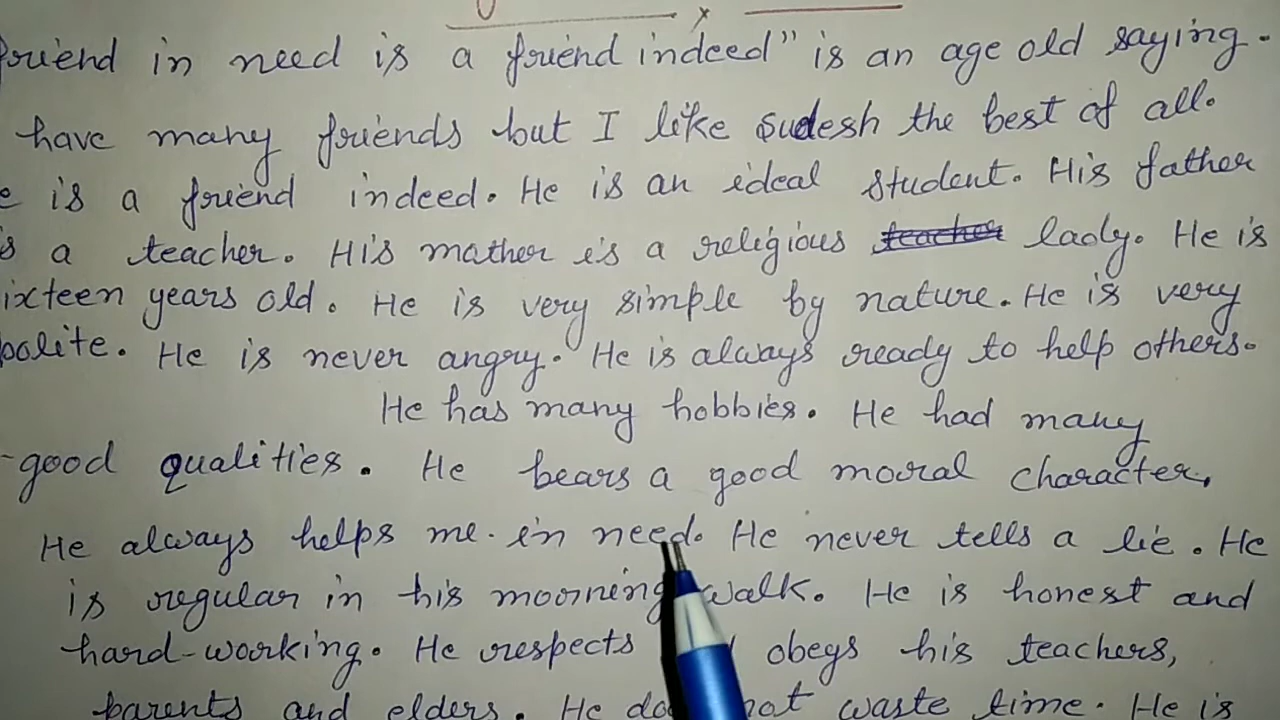 friend in need is a friend indeed" is an age old saying.
have many friends but I like Sudesh the best of all.
e is a friend indeed. He is an ideal student. His father
s a teacher. His mather is a religious teacher lady. He is
ixteen years old. He is very simple by nature. He is very
polite. He is never angry. He is always ready to help others.
He has many hobbies. He had many
good qualities. He bears a good moral character.
He always helps me. in need. He never tells a lie. He
is regular in his morning walk. He is honest and
hard-working. He respects obegs his teachers,
parents and elders. He do not waste time. He is